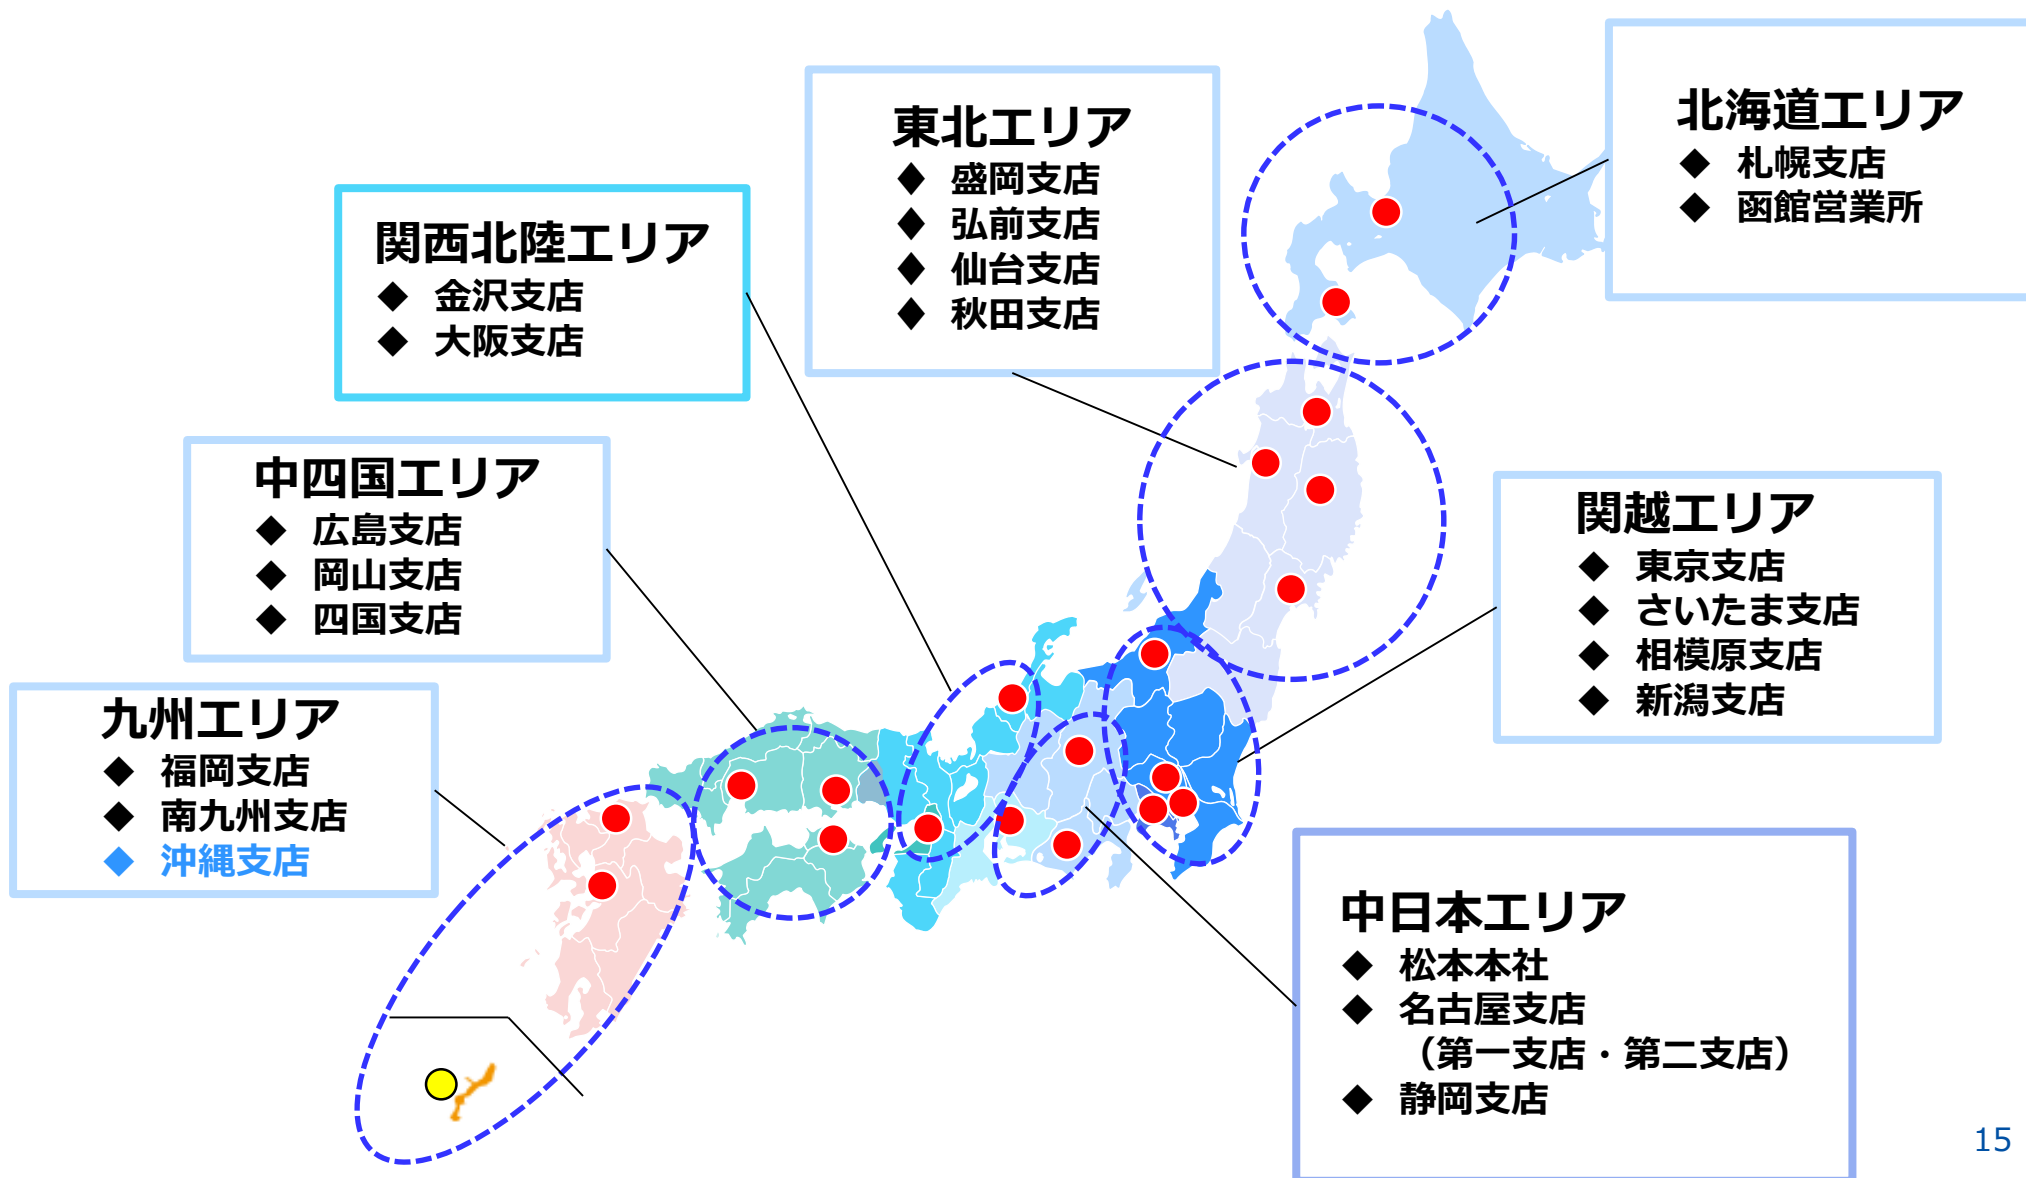 北海道エリア
◆ 札幌支店
◆ 函館営業所
東北エリア
◆ 盛岡支店
◆ 弘前支店
◆ 仙台支店
◆ 秋田支店
関西北陸エリア
◆ 金沢支店
◆ 大阪支店
中四国エリア
◆ 広島支店
◆ 岡山支店
◆ 四国支店
関越エリア
◆ 東京支店
◆ さいたま支店
◆ 相模原支店
◆ 新潟支店
九州エリア
◆ 福岡支店
◆ 南九州支店
◆ 沖縄支店
中日本エリア
◆ 松本本社
◆ 名古屋支店
（第一支店・第二支店）
◆ 静岡支店
15